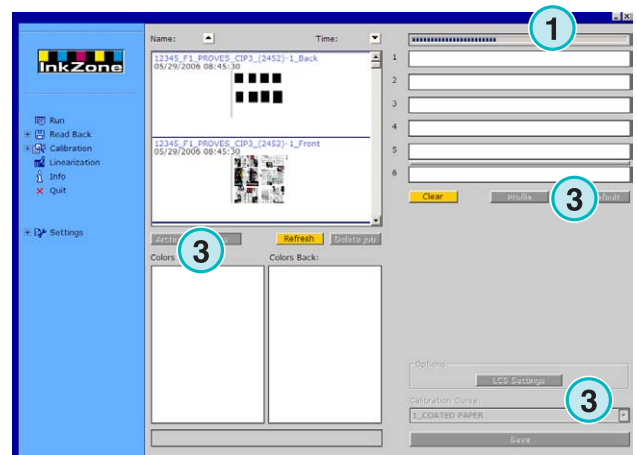 InkZone
Run
Read Back
Calibration
Linearization
Info
Quit
Settings
Name:
Time:
12345_F1_PROVES_CIP3_(2452)-1_Back
05/29/2006 08:45:30
12345_F1_PROVES_CIP3_(2452)-1_Front
05/29/2006 08:45:30
3
Refresh
Delete job
Colors
Colors Back:
1
1
2
3
4
5
6
Clear
Profile
3
Options
LCS Settings
Calibration Curve:
3
1_COATED PAPER
Save